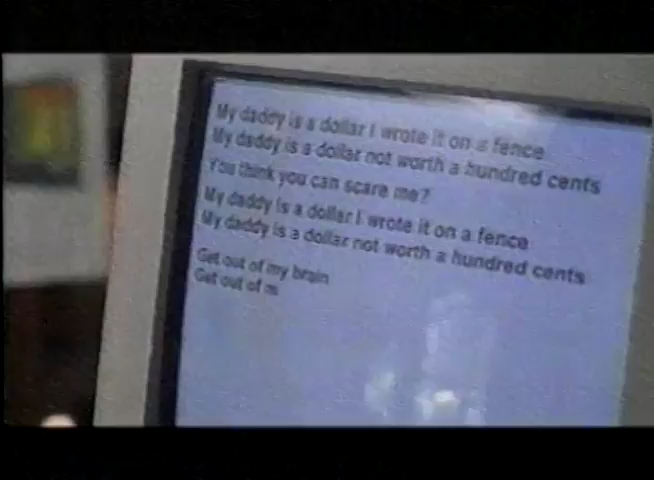 My daddy is a dollar I wrote it on a fence
My daddy is a dollar not worth a hundred cents
You think you can scare me?
My daddy is a dollar I wrote it on a fence
My daddy is a dollar not worth a hundred cents
Get out of my brain
Get out of m